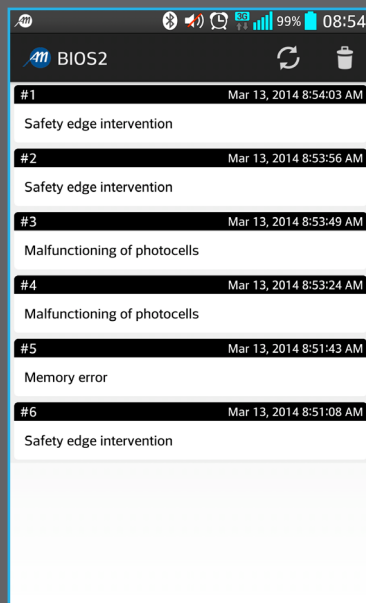 3G 99% 08:54
BIOS2
#1 Mar 13, 2014 8:54:03 AM
Safety edge intervention
#2 Mar 13, 2014 8:53:56 AM
Safety edge intervention
#3 Mar 13, 2014 8:53:49 AM
Malfunctioning of photocells
#4 Mar 13, 2014 8:53:24 AM
Malfunctioning of photocells
#5 Mar 13, 2014 8:51:43 AM
Memory error
#6 Mar 13, 2014 8:51:08 AM
Safety edge intervention